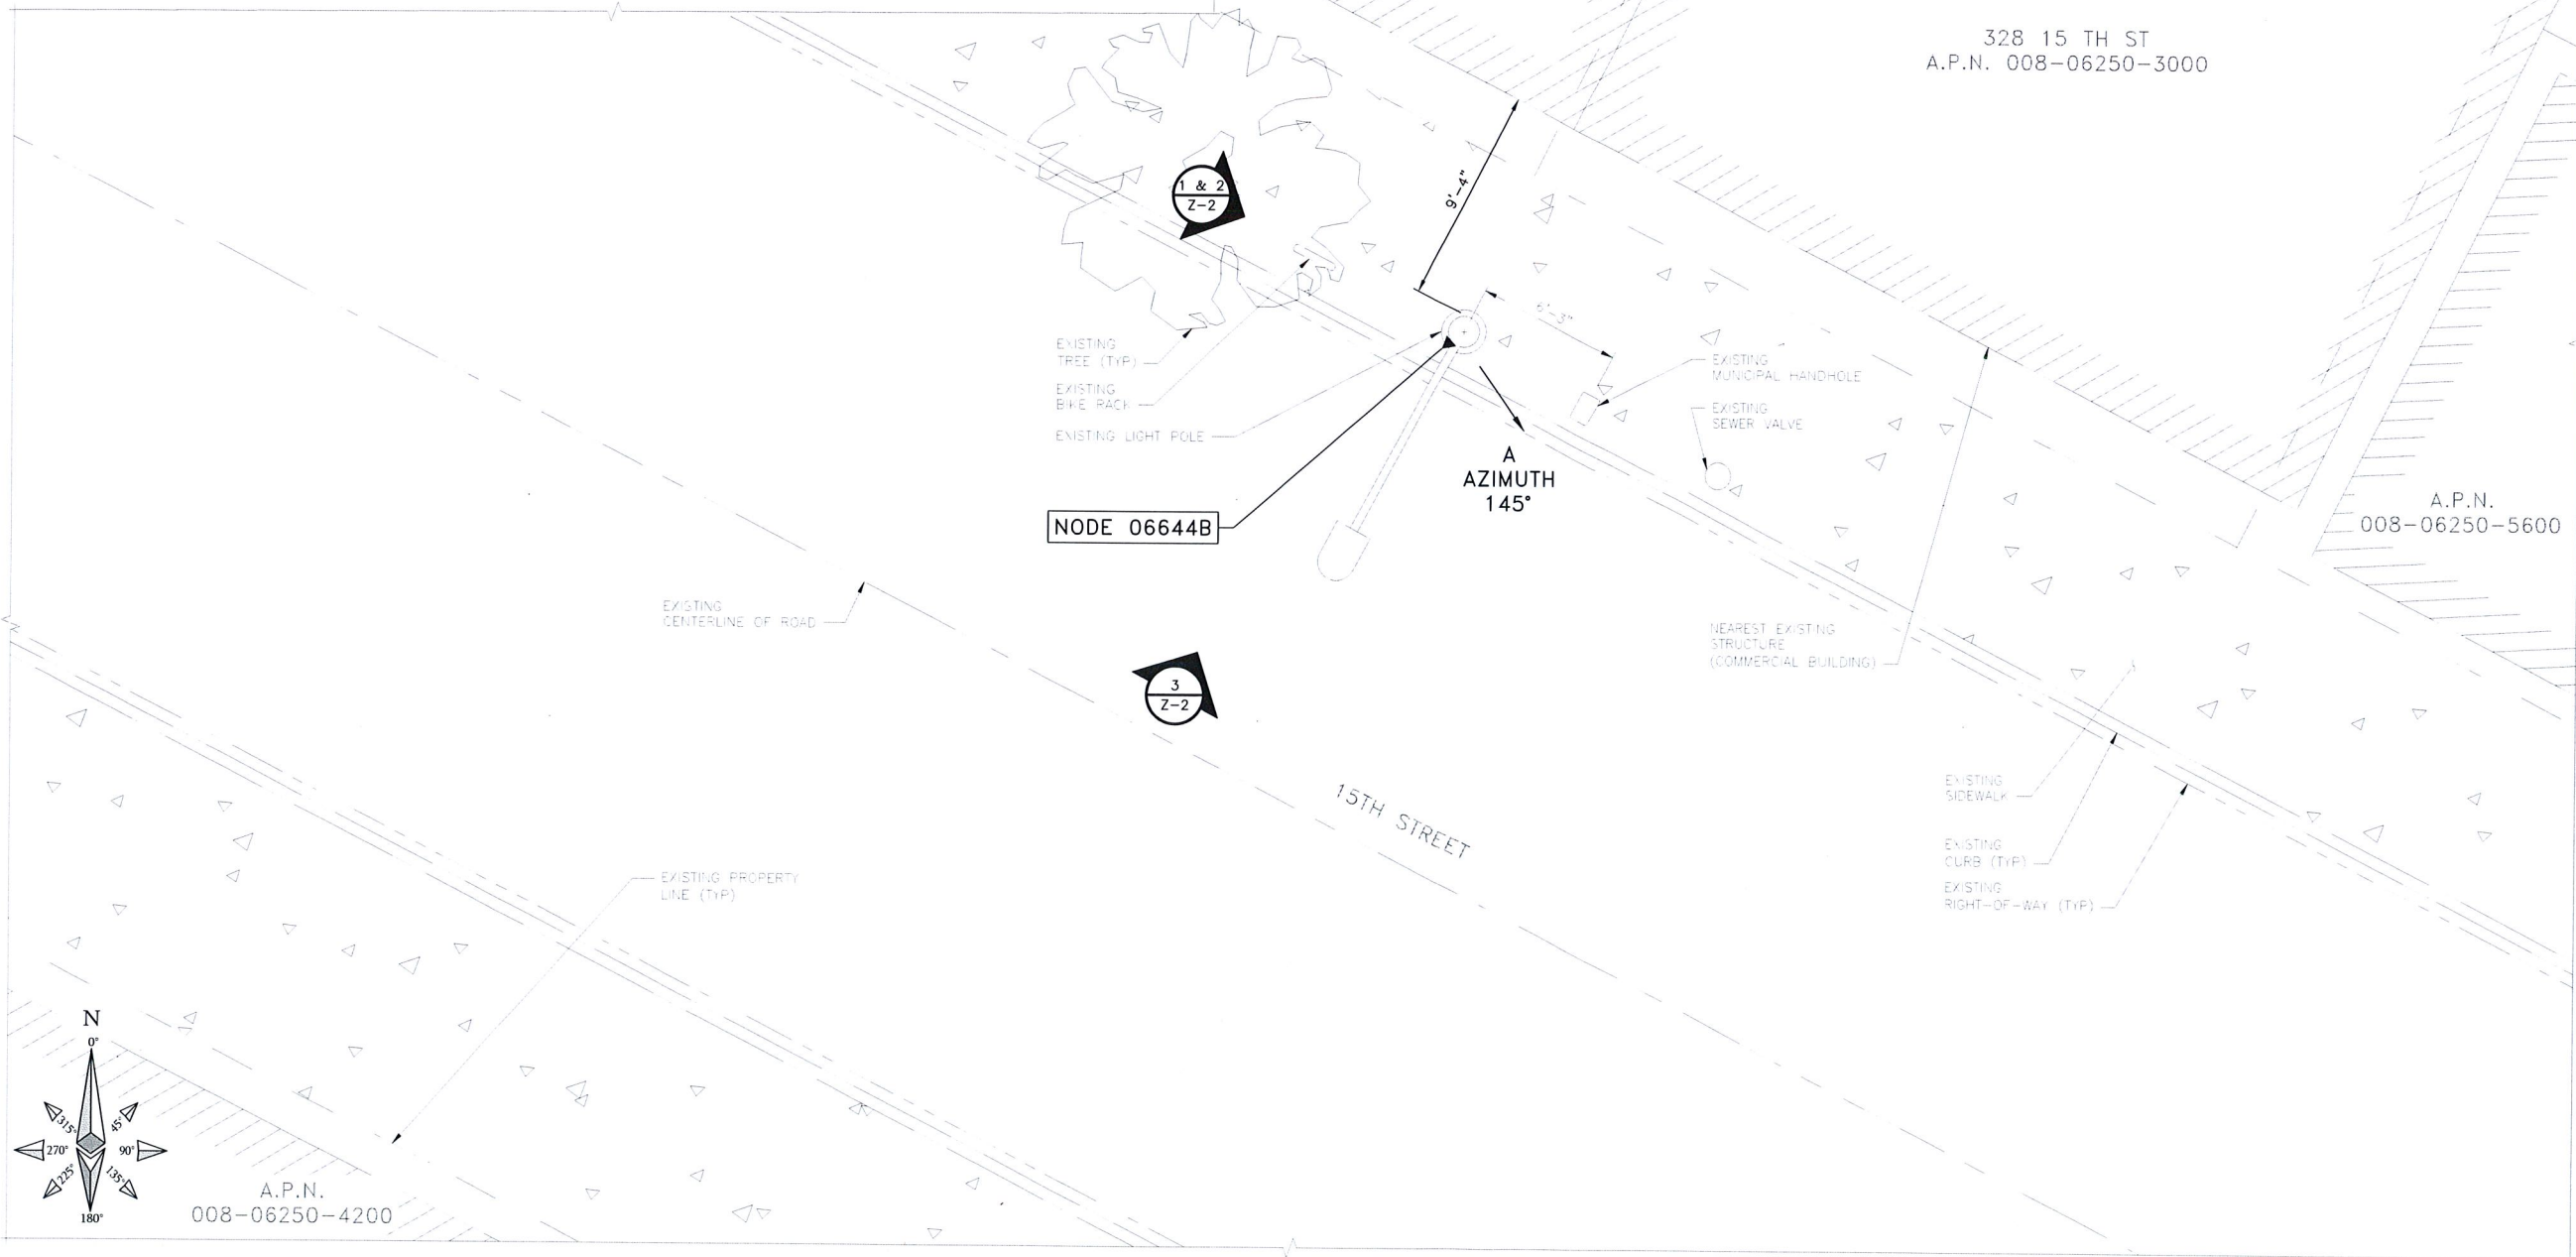 328 15 TH ST
A.P.N. 008-06250-3000
9'-4"
1 & 2
Z-2
6'-3"
EXISTING
TREE (TYP)
EXISTING
BIKE RACK
EXISTING LIGHT POLE
EXISTING
MUNICIPAL HANDHOLE
EXISTING
SEWER VALVE
A
AZIMUTH
145°
NODE 06644B
A.P.N.
008-06250-5600
EXISTING
CENTERLINE OF ROAD
NEAREST EXISTING
STRUCTURE
(COMMERCIAL BUILDING)
3
Z-2
15TH STREET
EXISTING
SIDEWALK
EXISTING
CURB (TYP)
EXISTING
RIGHT-OF-WAY (TYP)
EXISTING PROPERTY
LINE (TYP)
N
0°
315°
45°
270°
90°
225°
135°
180°
A.P.N.
008-06250-4200